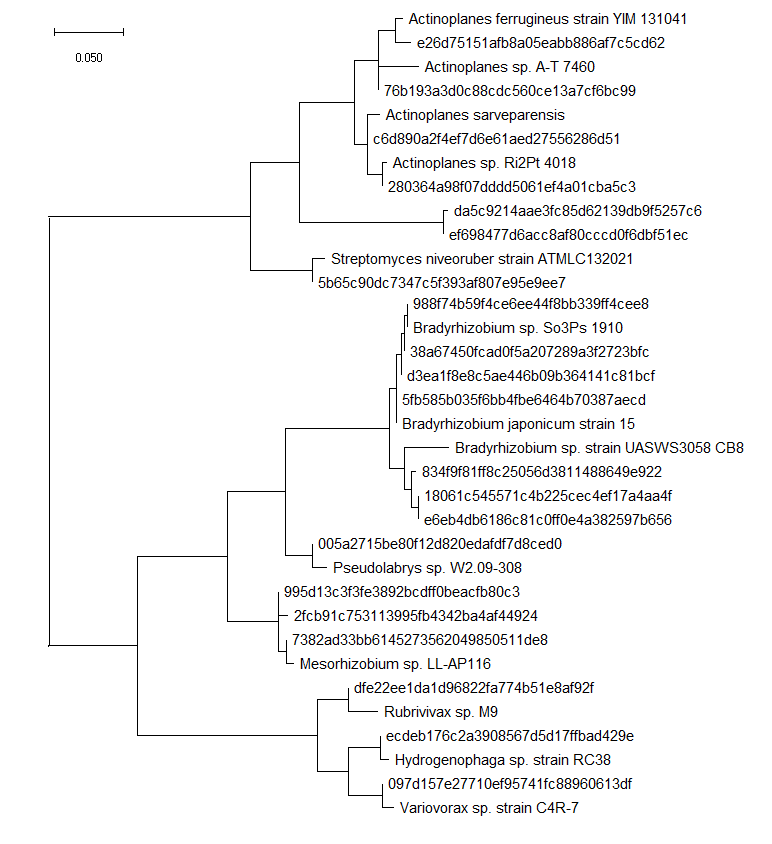 0.050
Actinoplanes ferrugineus strain YIM 131041
e26d75151afb8a05eabb886af7c5cd62
Actinoplanes sp. A-T 7460
76b193a3d0c88cdc560ce13a7cf6bc99
Actinoplanes sarveparensis
c6d890a2f4ef7d6e61aed27556286d51
Actinoplanes sp. Ri2Pt 4018
280364a98f07dddd5061ef4a01cba5c3
da5c9214aae3fc85d62139db9f5257c6
ef698477d6acc8af80cccd0f6dbf51ec
Streptomyces niveoruber strain ATMLC132021
5b65c90dc7347c5f393af807e95e9ee7
988f74b59f4ce6ee44f8bb339ff4cee8
Bradyrhizobium sp. So3Ps 1910
38a67450fcad0f5a207289a3f2723bfc
d3ea1f8e8c5ae446b09b364141c81bcf
5fb585b035f6bb4fbe6464b70387aecd
Bradyrhizobium japonicum strain 15
Bradyrhizobium sp. strain UASWS3058 CB8
834f9f81ff8c25056d3811488649e922
18061c545571c4b225cec4ef17a4aa4f
e6eb4db6186c81c0ff0e4a382597b656
005a2715be80f12d820edafdf7d8ced0
Pseudolabrys sp. W2.09-308
995d13c3f3fe3892bcdff0beacfb80c3
2fcb91c753113995fb4342ba4af44924
7382ad33bb6145273562049850511de8
Mesorhizobium sp. LL-AP116
dfe22ee1da1d96822fa774b51e8af92f
Rubrivivax sp. M9
ecdeb176c2a3908567d5d17ffbad429e
Hydrogenophaga sp. strain RC38
097d157e27710ef95741fc88960613df
Variovorax sp. strain C4R-7